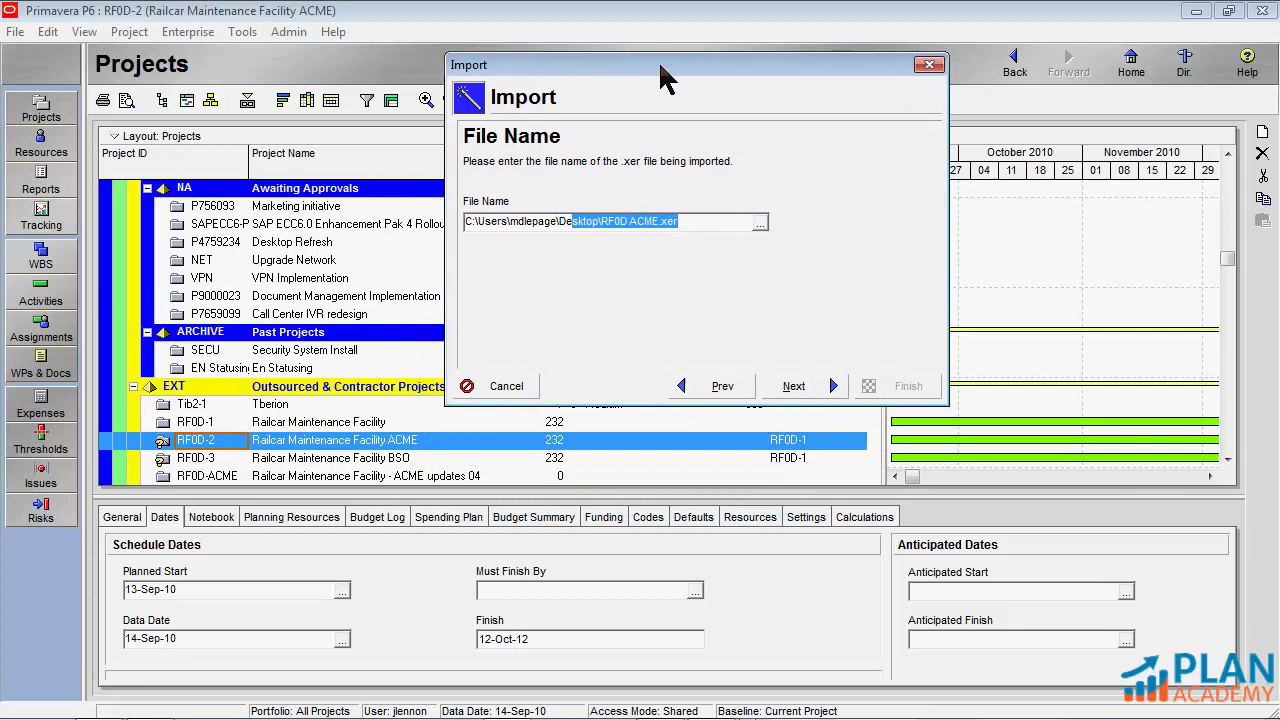 Primavera P6 : RF0D-2 (Railcar Maintenance Facility ACME)
File Edit View Project Enterprise Tools Admin Help
Projects
Back Forward Home Dir. Help
Projects
Resources
Reports
Tracking
WBS
Activities
Assignments
WPs & Docs
Expenses
Thresholds
Issues
Risks
Layout: Projects
Project ID Project Name
October 2010 November 2010
27 04 11 18 25 01 08 15 22 29
NA Awaiting Approvals
P756093 Marketing initiative
SAPECC6-P SAP ECC6.0 Enhancement Pak 4 Rollou
P4759234 Desktop Refresh
NET Upgrade Network
VPN VPN Implementation
P9000023 Document Management Implementation
P7659099 Call Center IVR redesign
ARCHIVE Past Projects
SECU Security System Install
EN Statusing En Statusing
EXT Outsourced & Contractor Projects
Tib2-1 Tberion
RF0D-1 Railcar Maintenance Facility 232
RF0D-2 Railcar Maintenance Facility ACME 232 RF0D-1
RF0D-3 Railcar Maintenance Facility BSO 232 RF0D-1
RF0D-ACME Railcar Maintenance Facility - ACME updates 04 0
Import
Import
File Name
Please enter the file name of the .xer file being imported.
File Name
C:\Users\mdlepage\Desktop\RF0D ACME.xer ...
Cancel Prev Next Finish
General Dates Notebook Planning Resources Budget Log Spending Plan Budget Summary Funding Codes Defaults Resources Settings Calculations
Schedule Dates Anticipated Dates
Planned Start Must Finish By Anticipated Start
13-Sep-10 ... ... ...
Data Date Finish Anticipated Finish
14-Sep-10 ... 12-Oct-12 ...
PLAN
ACADEMY
Portfolio: All Projects User: jlennon Data Date: 14-Sep-10 Access Mode: Shared Baseline: Current Project